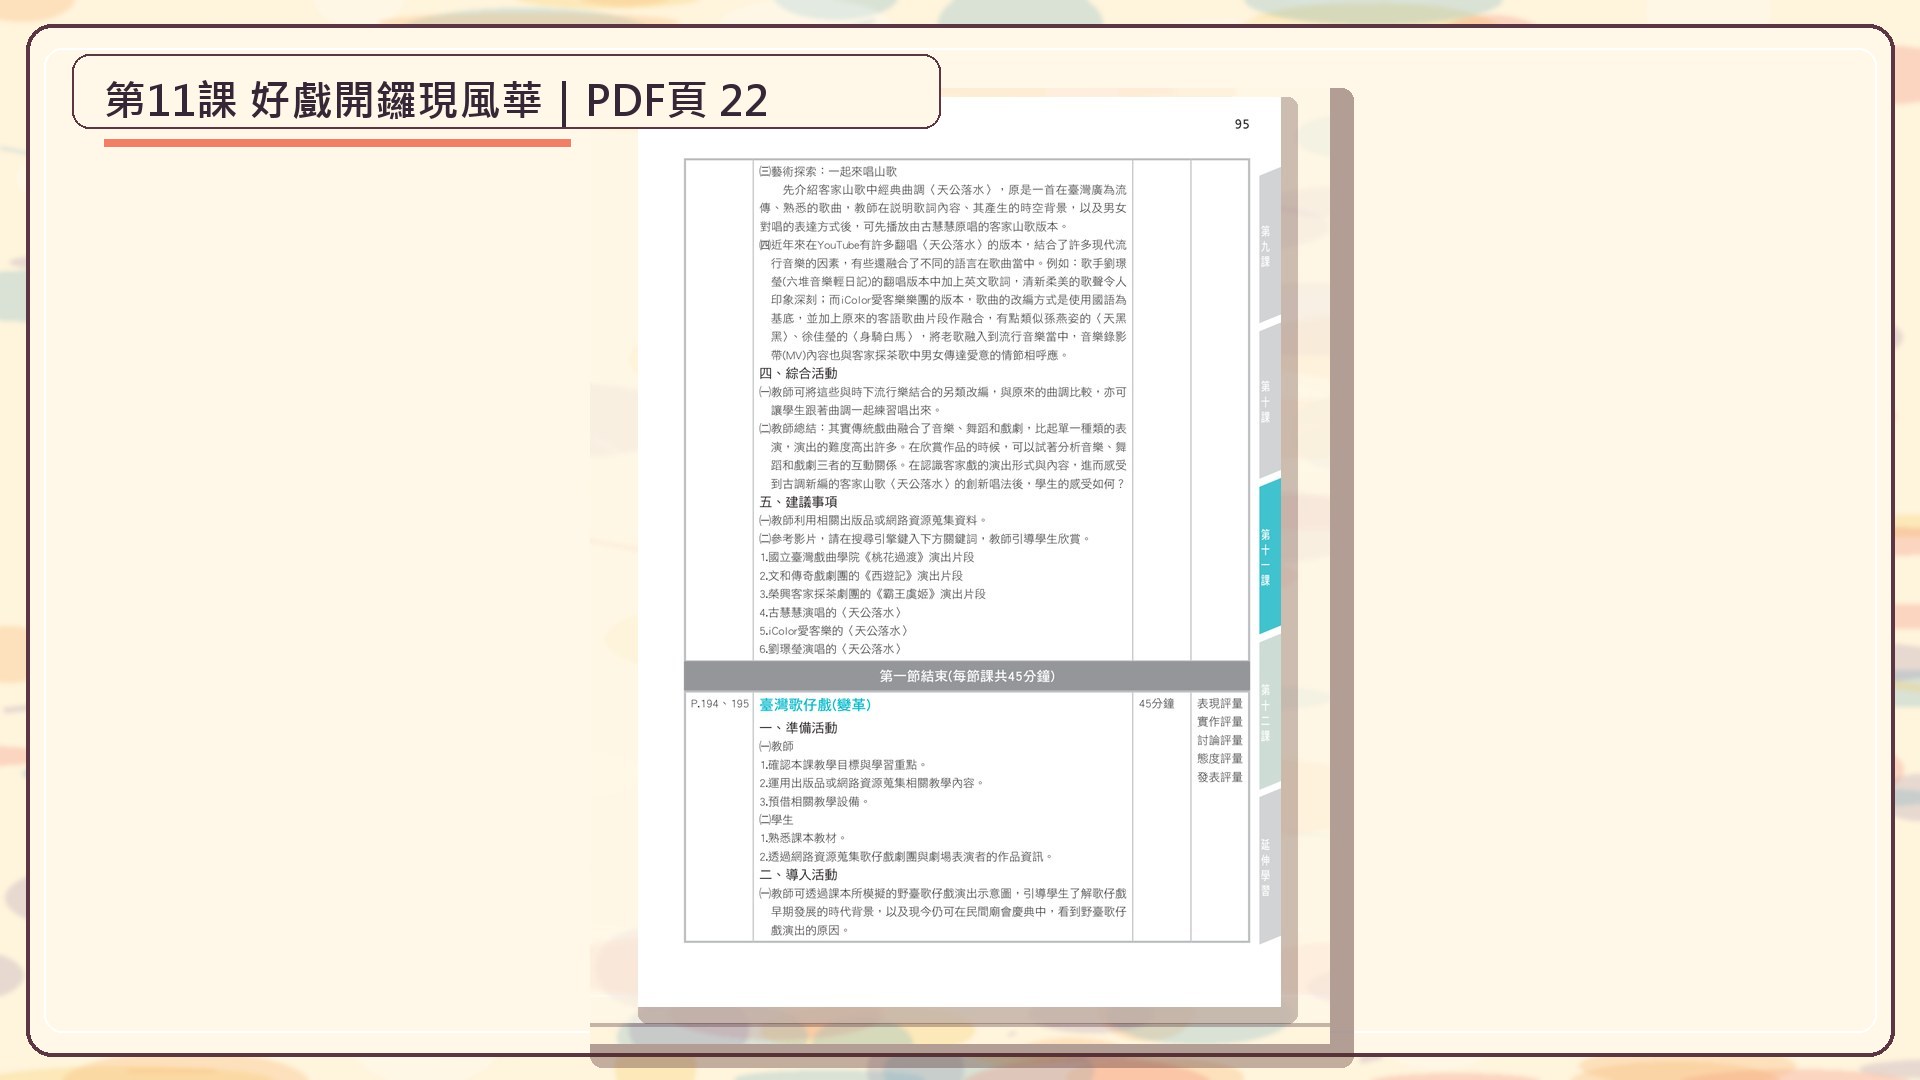 第11課 好戲開鑼現風華｜PDF頁 22
95
㈢藝術探索：一起來唱山歌
先介紹客家山歌中經典曲調〈天公落水〉，原是一首在臺灣廣為流
傳、熟悉的歌曲，教師在說明歌詞內容、其產生的時空背景，以及男女
對唱的表達方式後，可先播放由古慧慧原唱的客家山歌版本。
㈣近年來在YouTube有許多翻唱〈天公落水〉的版本，結合了許多現代流
行音樂的因素，有些還融合了不同的語言在歌曲當中。例如：歌手劉璟
瑩(六堆音樂輕日記)的翻唱版本中加上英文歌詞，清新柔美的歌聲令人
印象深刻；而iColor愛客樂樂團的版本，歌曲的改編方式是使用國語為
基底，並加上原來的客語歌曲片段作融合，有點類似孫燕姿的〈天黑
黑〉、徐佳瑩的〈身騎白馬〉，將老歌融入到流行音樂當中，音樂錄影
帶(MV)內容也與客家採茶歌中男女傳達愛意的情節相呼應。
四、綜合活動
㈠教師可將這些與時下流行樂結合的另類改編，與原來的曲調比較，亦可
讓學生跟著曲調一起練習唱出來。
㈡教師總結：其實傳統戲曲融合了音樂、舞蹈和戲劇，比起單一種類的表
演，演出的難度高出許多。在欣賞作品的時候，可以試著分析音樂、舞
蹈和戲劇三者的互動關係。在認識客家戲的演出形式與內容，進而感受
到古調新編的客家山歌〈天公落水〉的創新唱法後，學生的感受如何？
五、建議事項
㈠教師利用相關出版品或網路資源蒐集資料。
㈡參考影片，請在搜尋引擎鍵入下方關鍵詞，教師引導學生欣賞。
1.國立臺灣戲曲學院《桃花過渡》演出片段
2.文和傳奇戲劇團的《西遊記》演出片段
3.榮興客家採茶劇團的《霸王虞姬》演出片段
4.古慧慧演唱的〈天公落水〉
5.iColor愛客樂的〈天公落水〉
6.劉璟瑩演唱的〈天公落水〉
第一節結束(每節課共45分鐘)
P.194、195
臺灣歌仔戲(變革)
一、準備活動
㈠教師
1.確認本課教學目標與學習重點。
2.運用出版品或網路資源蒐集相關教學內容。
3.預借相關教學設備。
㈡學生
1.熟悉課本教材。
2.透過網路資源蒐集歌仔戲劇團與劇場表演者的作品資訊。
二、導入活動
㈠教師可透過課本所模擬的野臺歌仔戲演出示意圖，引導學生了解歌仔戲
早期發展的時代背景，以及現今仍可在民間廟會慶典中，看到野臺歌仔
戲演出的原因。
45分鐘
表現評量
實作評量
討論評量
態度評量
發表評量
第九課
第十課
第十一課
第十二課
延伸學習